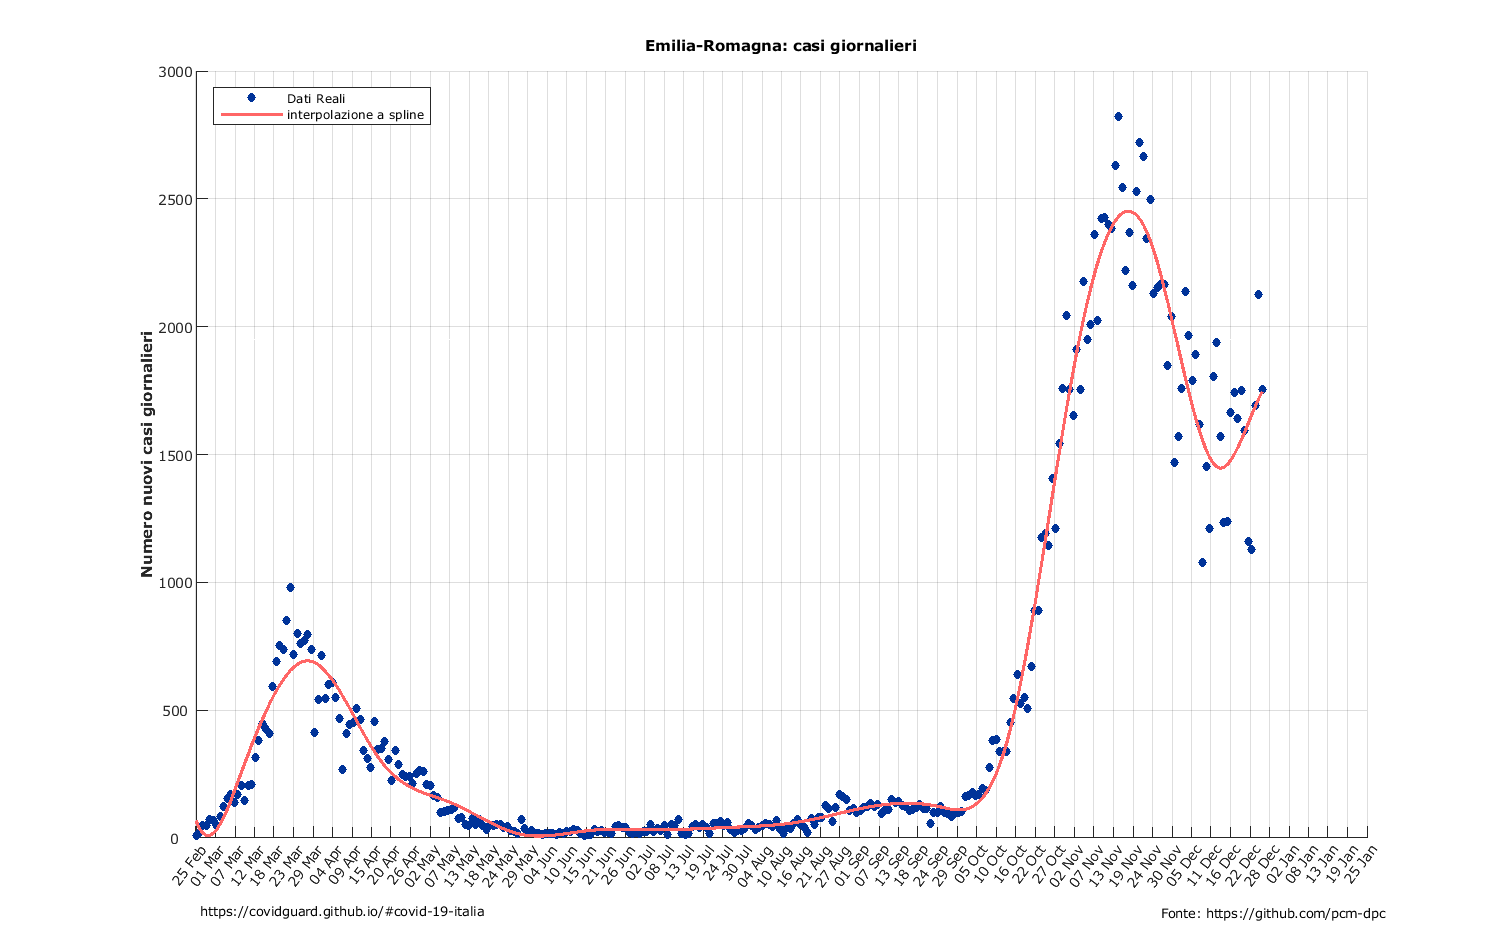 Emilia-Romagna: casi giornalieri
Dati Reali
interpolazione a spline
Numero nuovi casi giornalieri
3000
2500
2000
1500
1000
500
0
25 Feb
01 Mar
07 Mar
12 Mar
18 Mar
23 Mar
29 Mar
04 Apr
09 Apr
15 Apr
20 Apr
26 Apr
02 May
07 May
13 May
18 May
24 May
29 May
04 Jun
10 Jun
15 Jun
21 Jun
26 Jun
02 Jul
08 Jul
13 Jul
19 Jul
24 Jul
30 Jul
04 Aug
10 Aug
16 Aug
21 Aug
27 Aug
01 Sep
07 Sep
13 Sep
18 Sep
24 Sep
29 Sep
05 Oct
10 Oct
16 Oct
22 Oct
27 Oct
02 Nov
07 Nov
13 Nov
19 Nov
24 Nov
30 Nov
05 Dec
11 Dec
16 Dec
22 Dec
28 Dec
02 Jan
08 Jan
13 Jan
19 Jan
25 Jan
https://covidguard.github.io/#covid-19-italia
Fonte: https://github.com/pcm-dpc